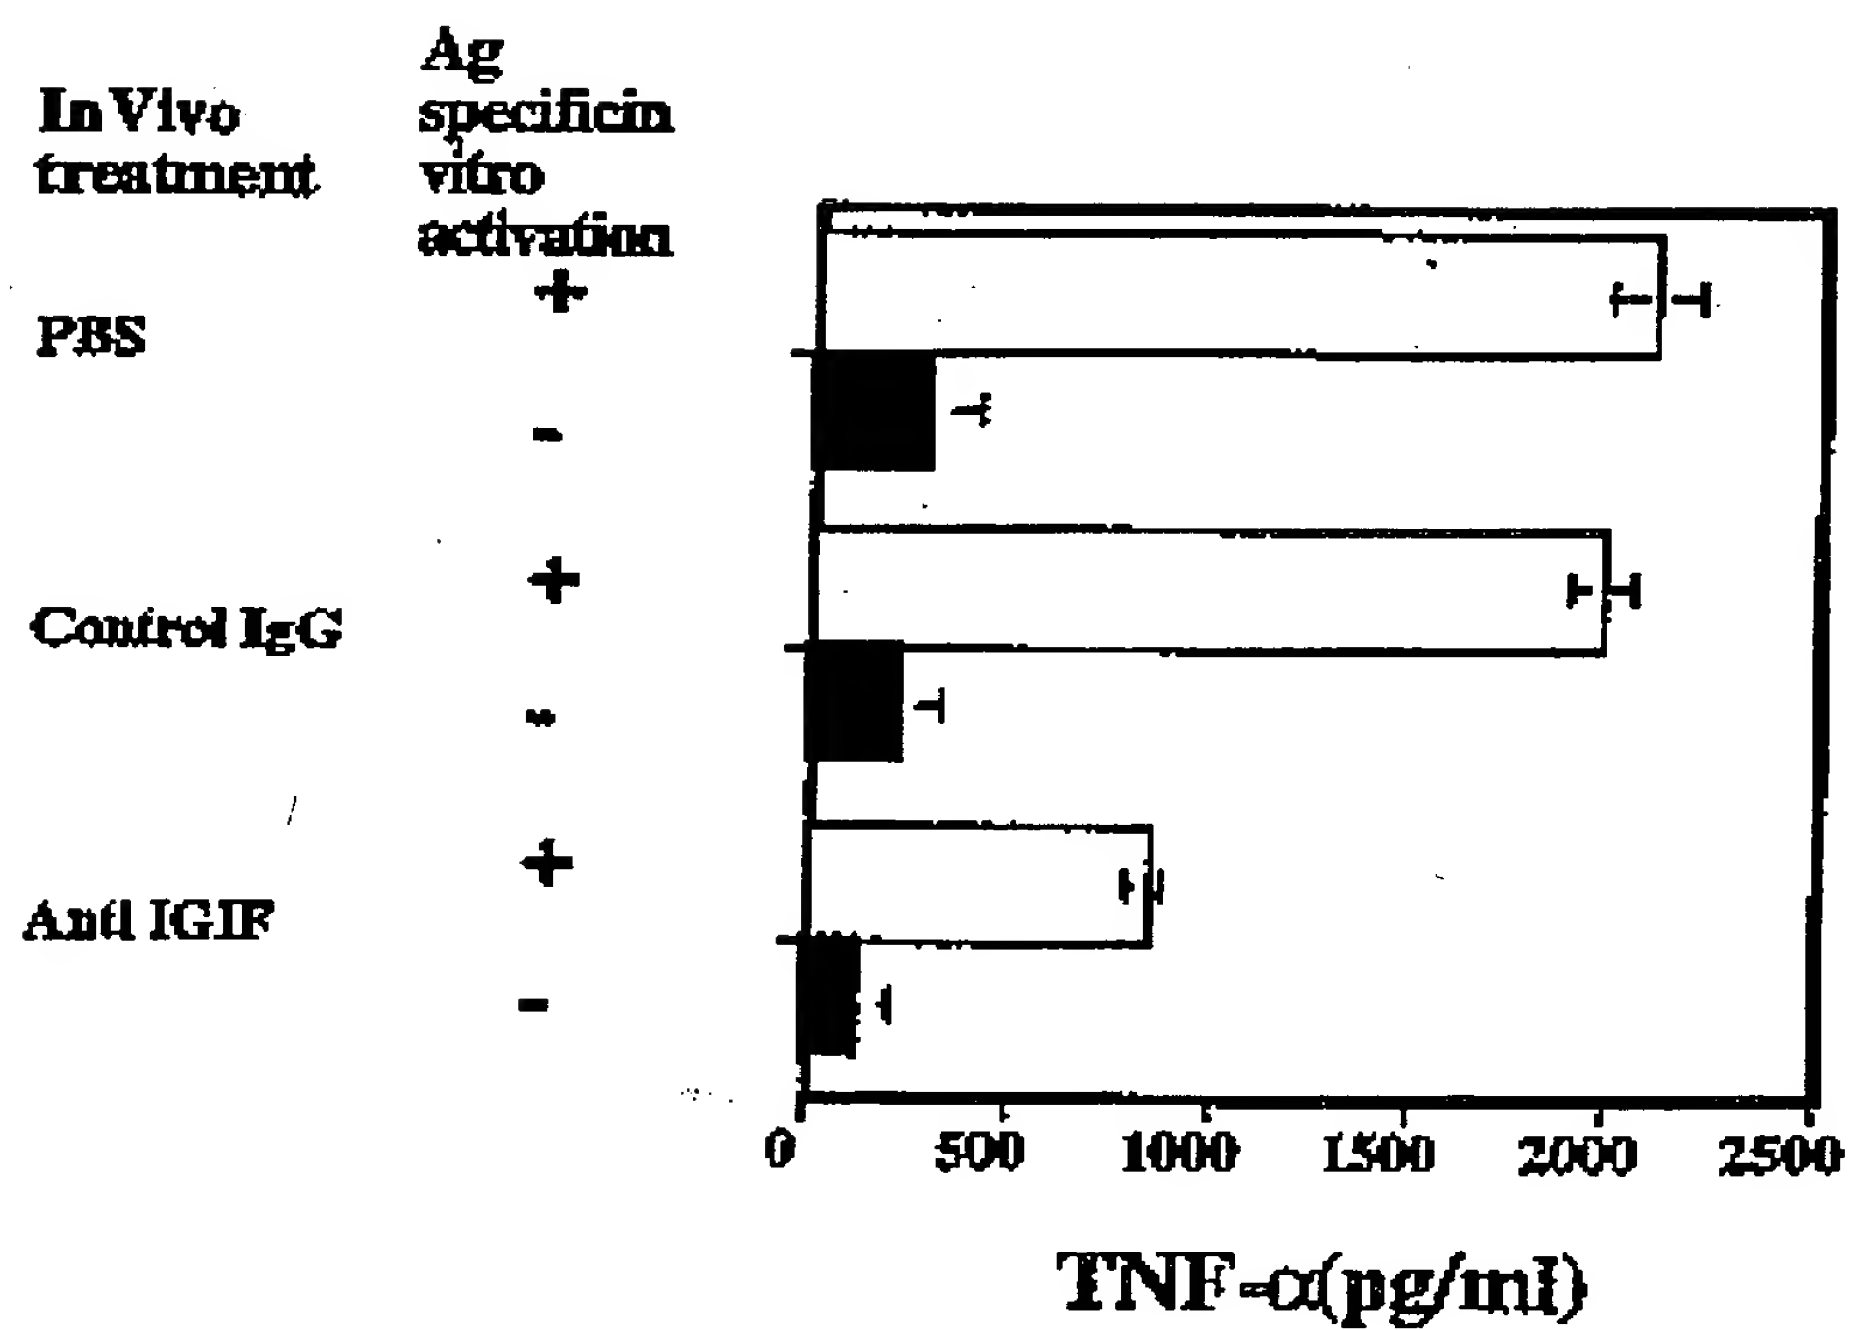 In Vivo
treatment
Ag
specificin
vitro
activation
PBS
+
-
Control IgG
+
-
Anti IGIF
+
-
0 500 1000 1500 2000 2500
TNF-α(pg/ml)